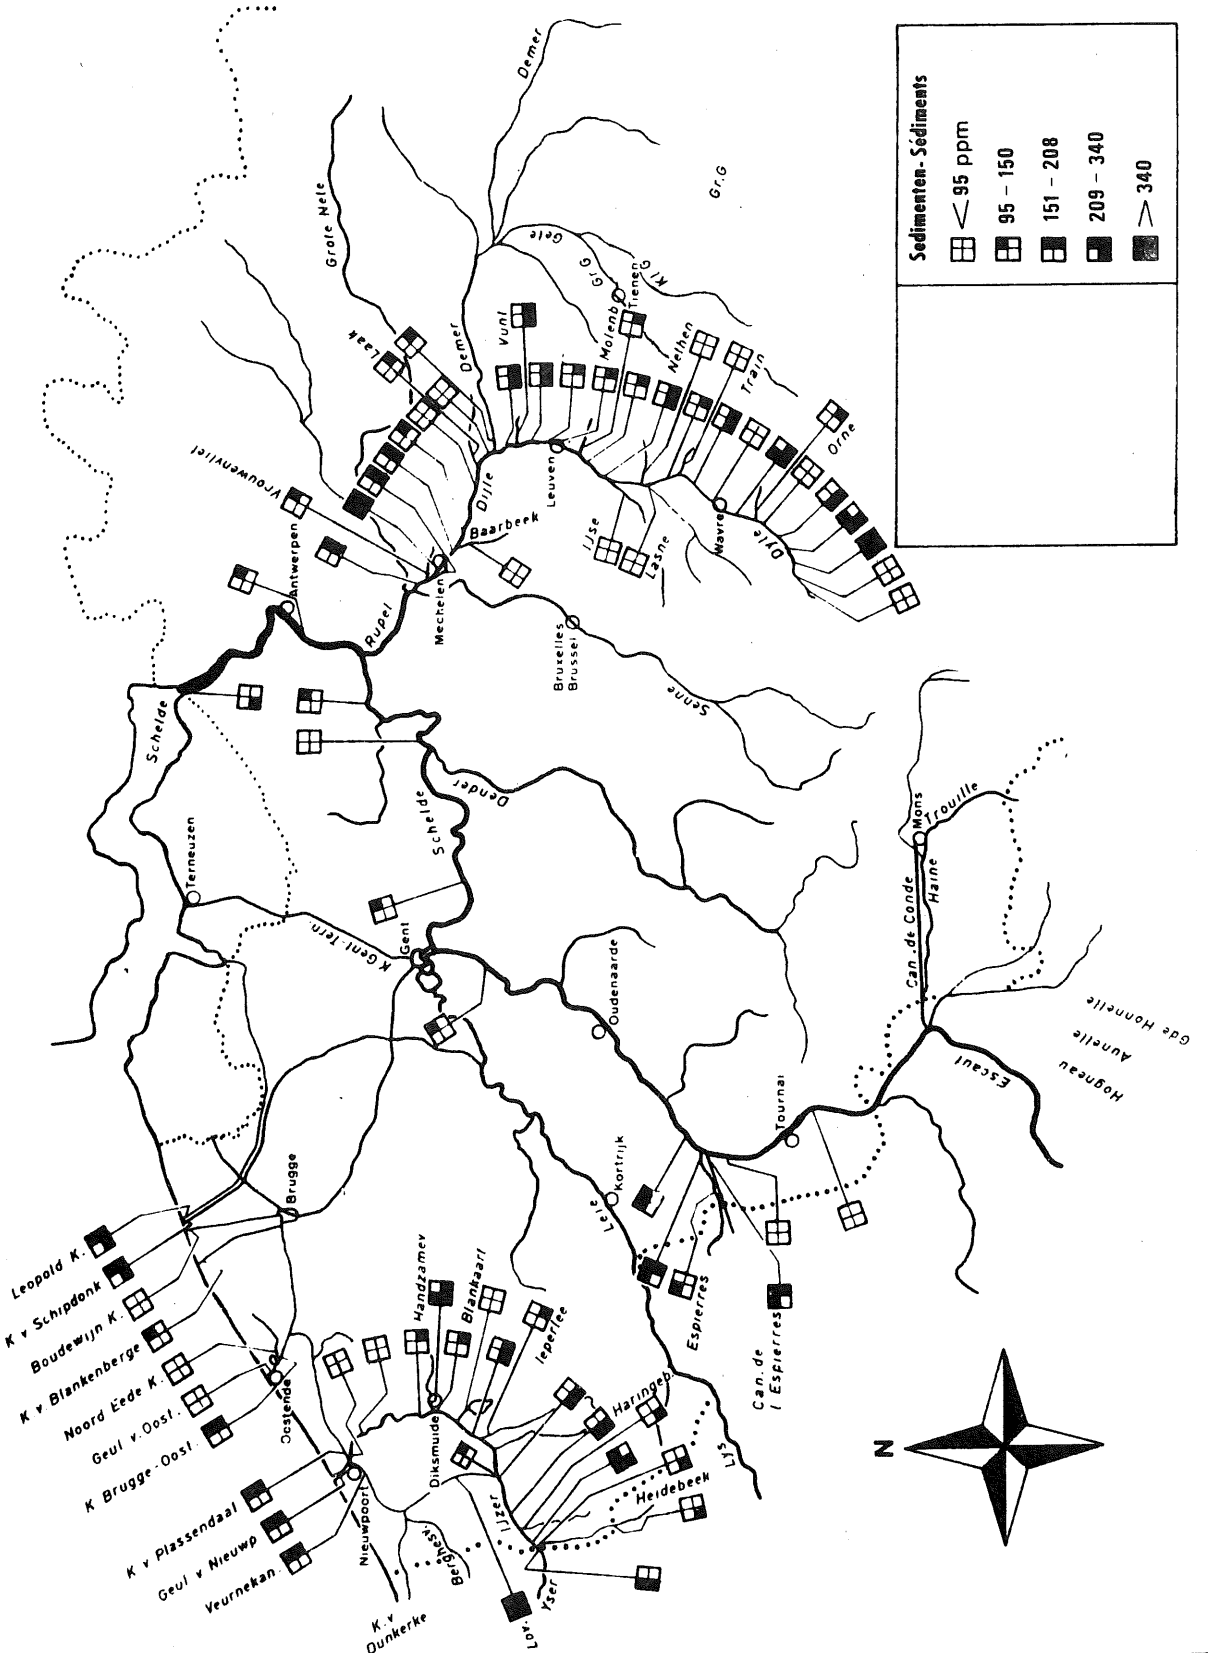 Sedimenten - Sédiments
< 95 ppm
95 - 150
151 - 208
209 - 340
> 340
Demer
Grote Nete
Gr.G
Gete
Gr G
Kl G
Tienen
Molenb
Laak
Demer
Vunt
Nethen
Train
Orne
Vrouwenvliet
Antwerpen
Dijle
Leuven
Baarbeek
IJse
Lasne
Wavre
Dyle
Rupel
Mechelen
Bruxelles
Brussel
Senne
Schelde
Schelde
Dender
Terneuzen
K Gent-Tern.
Gent
Mons
Trouille
Haine
Can. de Conde
Oudenaarde
Gde Honnelle
Aunelle
Hogneau
Escaut
Tournai
Kortrijk
Leie
Brugge
Leopold K.
K v Schipdonk
Boudewijn K.
K v. Blankenberge
Noord Eede K.
Geul v. Oost.
K Brugge-Oost.
Oostende
K v Plassendaal
Geul v Nieuwp
Veurnekan.
Nieuwpoort
Diksmuide
Handzamev
Blankaart
Ieperlee
Espierres
Can. de
l Espierres
Haringeb.
Heidebeek
Lys
IJzer
Yser
Berghesv.
K. v
Dunkerke
Lov.
N